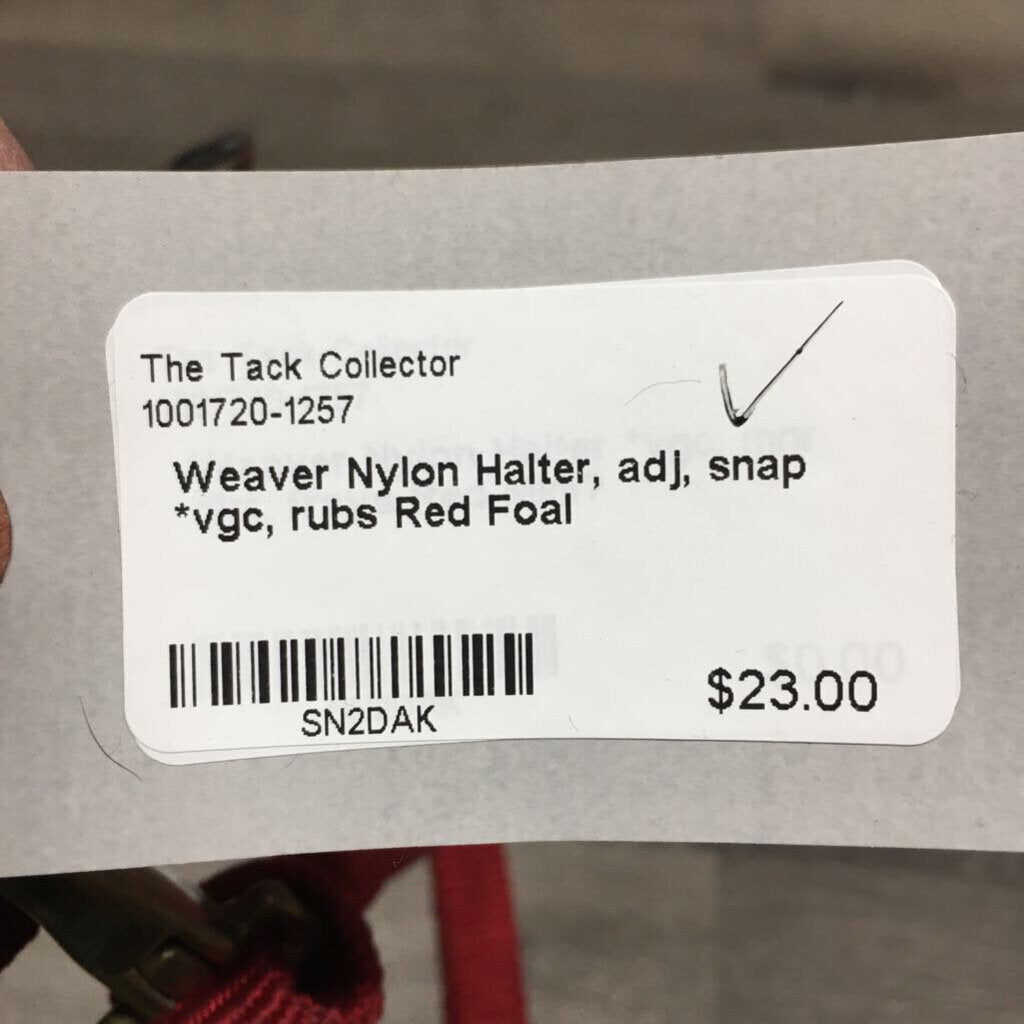 The Tack Collector
1001720-1257
Weaver Nylon Halter, adj, snap
*vgc, rubs Red Foal
SN2DAK
$23.00